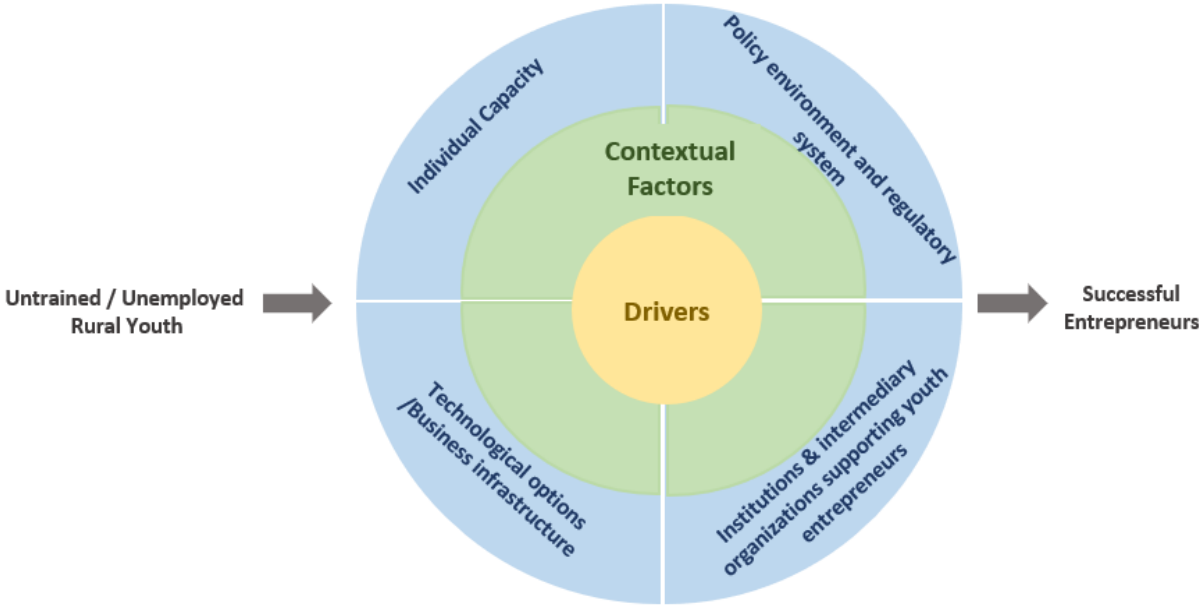 Individual Capacity
Policy environment and regulatory
system
Contextual
Factors
Untrained / Unemployed
Rural Youth
Drivers
Successful
Entrepreneurs
Technological options
/Business infrastructure
Institutions & intermediary
organizations supporting youth
entrepreneurs